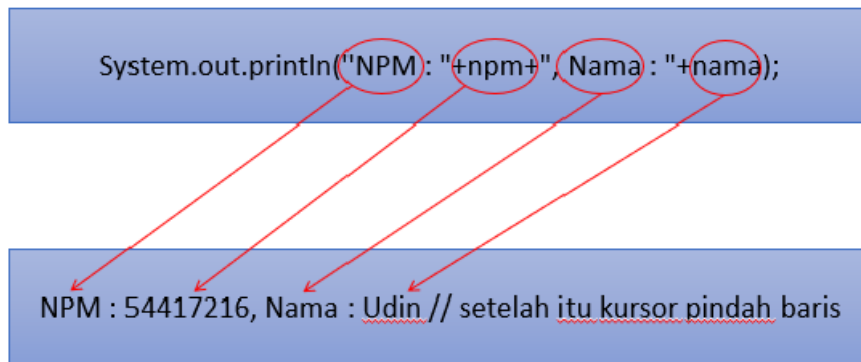 System.out.println("NPM : "+npm+", Nama : "+nama);
NPM : 54417216, Nama : Udin // setelah itu kursor pindah baris